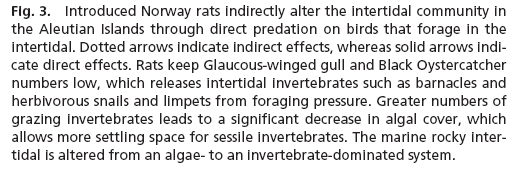 Fig. 3. Introduced Norway rats indirectly alter the intertidal community in
the Aleutian Islands through direct predation on birds that forage in the
intertidal. Dotted arrows indicate indirect effects, whereas solid arrows indi-
cate direct effects. Rats keep Glaucous-winged gull and Black Oystercatcher
numbers low, which releases intertidal invertebrates such as barnacles and
herbivorous snails and limpets from foraging pressure. Greater numbers of
grazing invertebrates leads to a significant decrease in algal cover, which
allows more settling space for sessile invertebrates. The marine rocky inter-
tidal is altered from an algae- to an invertebrate-dominated system.